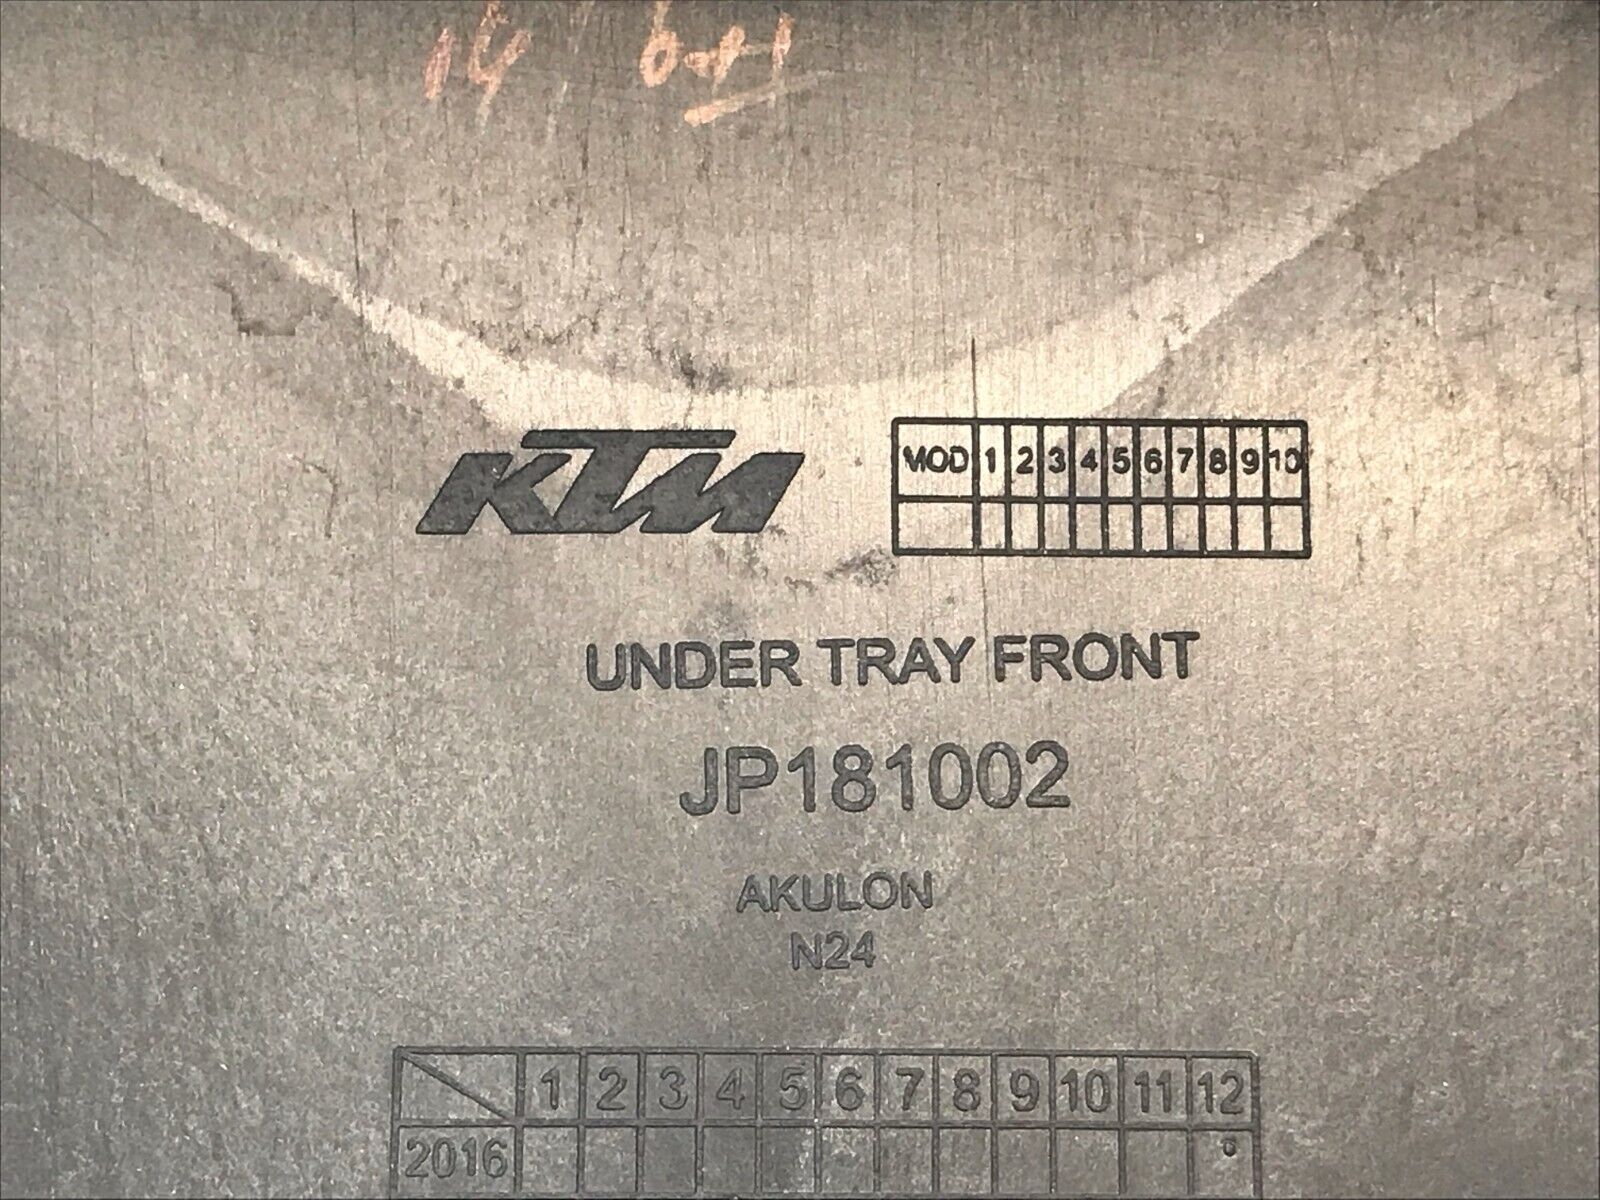 KTM
MOD 1 2 3 4 5 6 7 8 9 10
UNDER TRAY FRONT
JP181002
AKULON
N24
1 2 3 4 5 6 7 8 9 10 11 12
2016